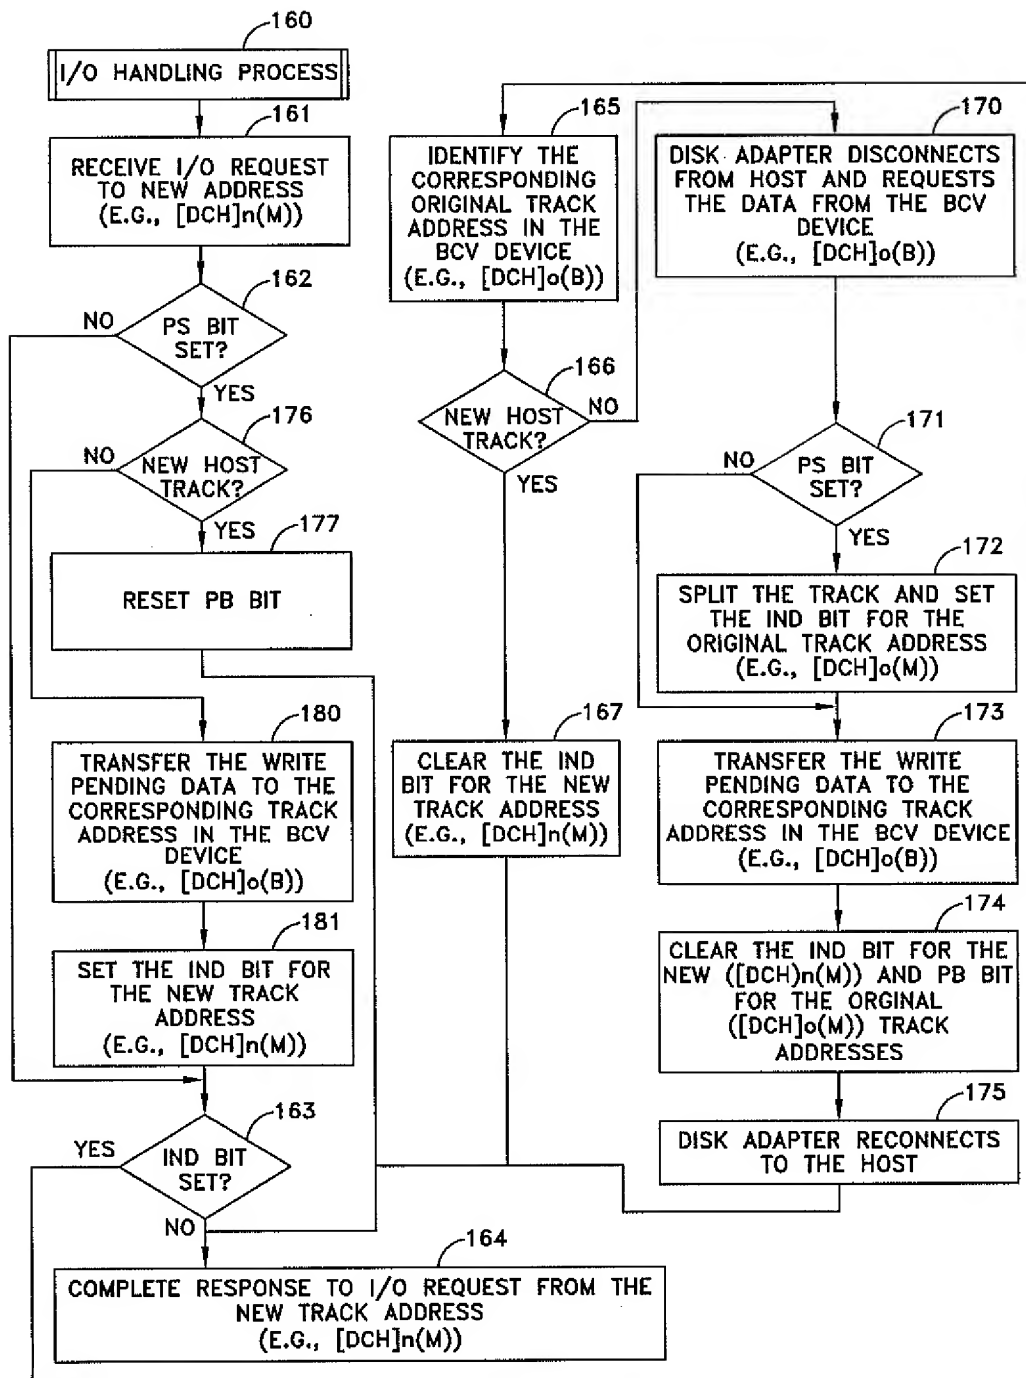 160
I/O HANDLING PROCESS
161
RECEIVE I/O REQUEST
TO NEW ADDRESS
(E.G., [DCH]n(M))
162
NO
PS BIT
SET?
YES
176
NO
NEW HOST
TRACK?
YES
177
RESET PB BIT
180
TRANSFER THE WRITE
PENDING DATA TO THE
CORRESPONDING TRACK
ADDRESS IN THE BCV
DEVICE
(E.G., [DCH]o(B))
181
SET THE IND BIT FOR
THE NEW TRACK
ADDRESS
(E.G., [DCH]n(M))
163
YES
IND BIT
SET?
NO
164
COMPLETE RESPONSE TO I/O REQUEST FROM THE
NEW TRACK ADDRESS
(E.G., [DCH]n(M))
165
IDENTIFY THE
CORRESPONDING
ORIGINAL TRACK
ADDRESS IN THE
BCV DEVICE
(E.G., [DCH]o(B))
166
NEW HOST
TRACK?
NO
YES
167
CLEAR THE IND
BIT FOR THE NEW
TRACK ADDRESS
(E.G., [DCH]n(M))
170
DISK ADAPTER DISCONNECTS
FROM HOST AND REQUESTS
THE DATA FROM THE BCV
DEVICE
(E.G., [DCH]o(B))
171
NO
PS BIT
SET?
YES
172
SPLIT THE TRACK AND SET
THE IND BIT FOR THE
ORIGINAL TRACK ADDRESS
(E.G., [DCH]o(M))
173
TRANSFER THE WRITE
PENDING DATA TO THE
CORRESPONDING TRACK
ADDRESS IN THE BCV DEVICE
(E.G., [DCH]o(B))
174
CLEAR THE IND BIT FOR THE
NEW ([DCH)n(M)) AND PB BIT
FOR THE ORGINAL
([DCH]o(M)) TRACK
ADDRESSES
175
DISK ADAPTER RECONNECTS
TO THE HOST